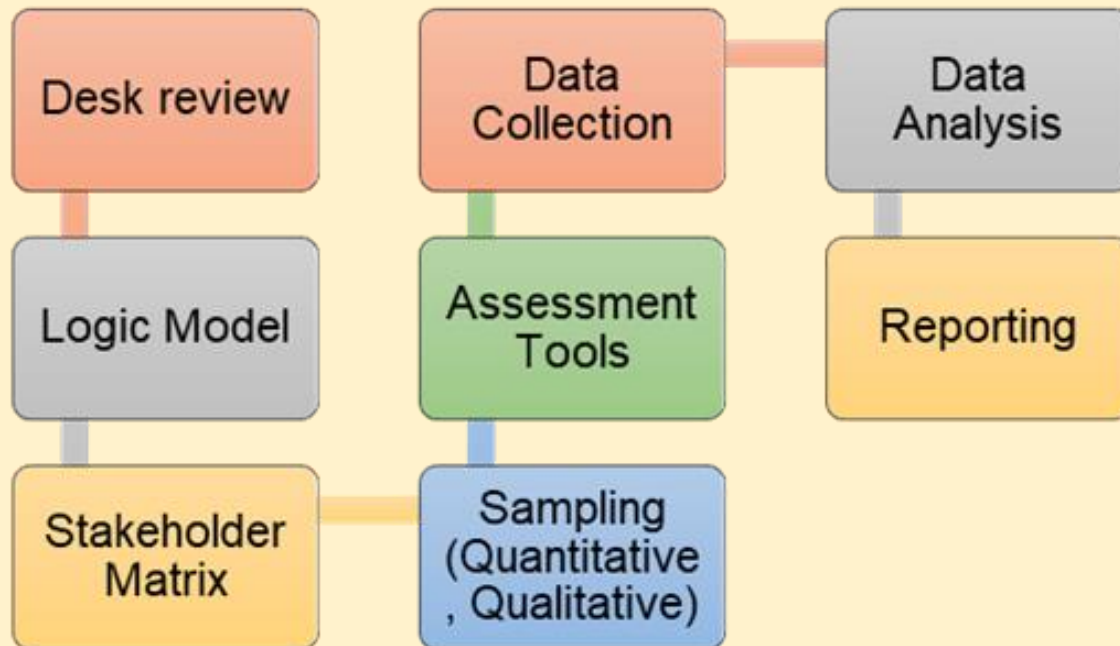 Desk review
Logic Model
Stakeholder
Matrix
Sampling
(Quantitative
, Qualitative)
Assessment
Tools
Data
Collection
Data
Analysis
Reporting